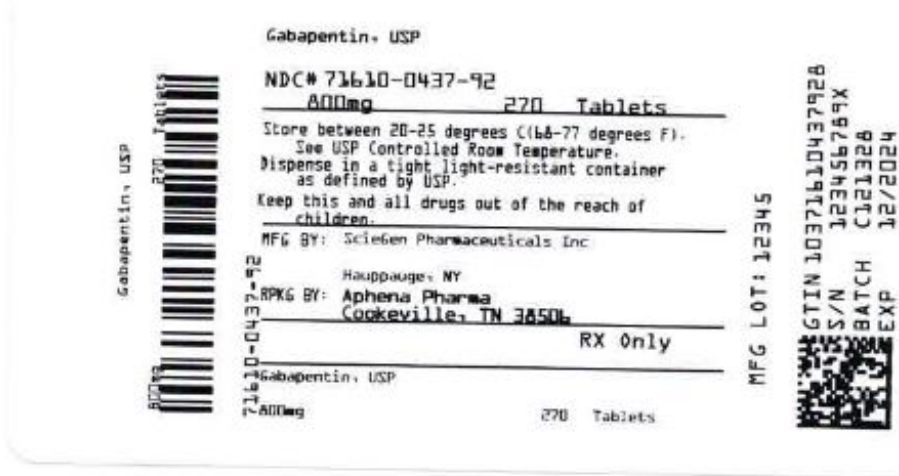 Gabapentin, USP
NDC# 71610-0437-92
800mg 270 Tablets
Store between 20-25 degrees C(68-77 degrees F).
See USP Controlled Room Temperature.
Dispense in a tight light-resistant container
as defined by USP.
Keep this and all drugs out of the reach of
children.
MFG BY: ScieGen Pharmaceuticals Inc
Hauppauge, NY
RPKG BY: Aphena Pharma
Cookeville, TN 38506
RX Only
Gabapentin, USP
800mg 270 Tablets
Gabapentin, USP
800mg 270 Tablets
71610-0437-92
MFG LOT: 12345
GTIN 10371610437928
S/N 123456789X
BATCH C121328
EXP 12/2024